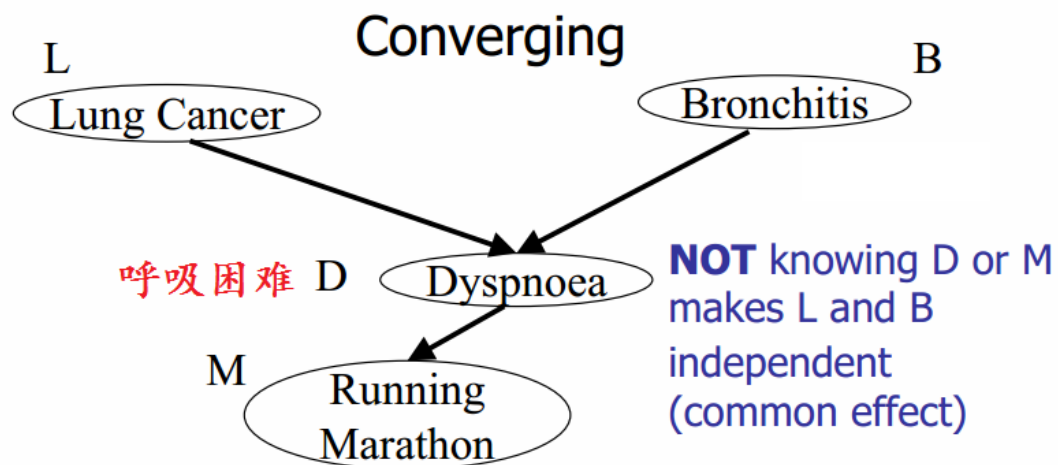 Converging
L
B
Lung Cancer
Bronchitis
呼吸困难 D
Dyspnoea
NOT knowing D or M
makes L and B
independent
(common effect)
M
Running
Marathon